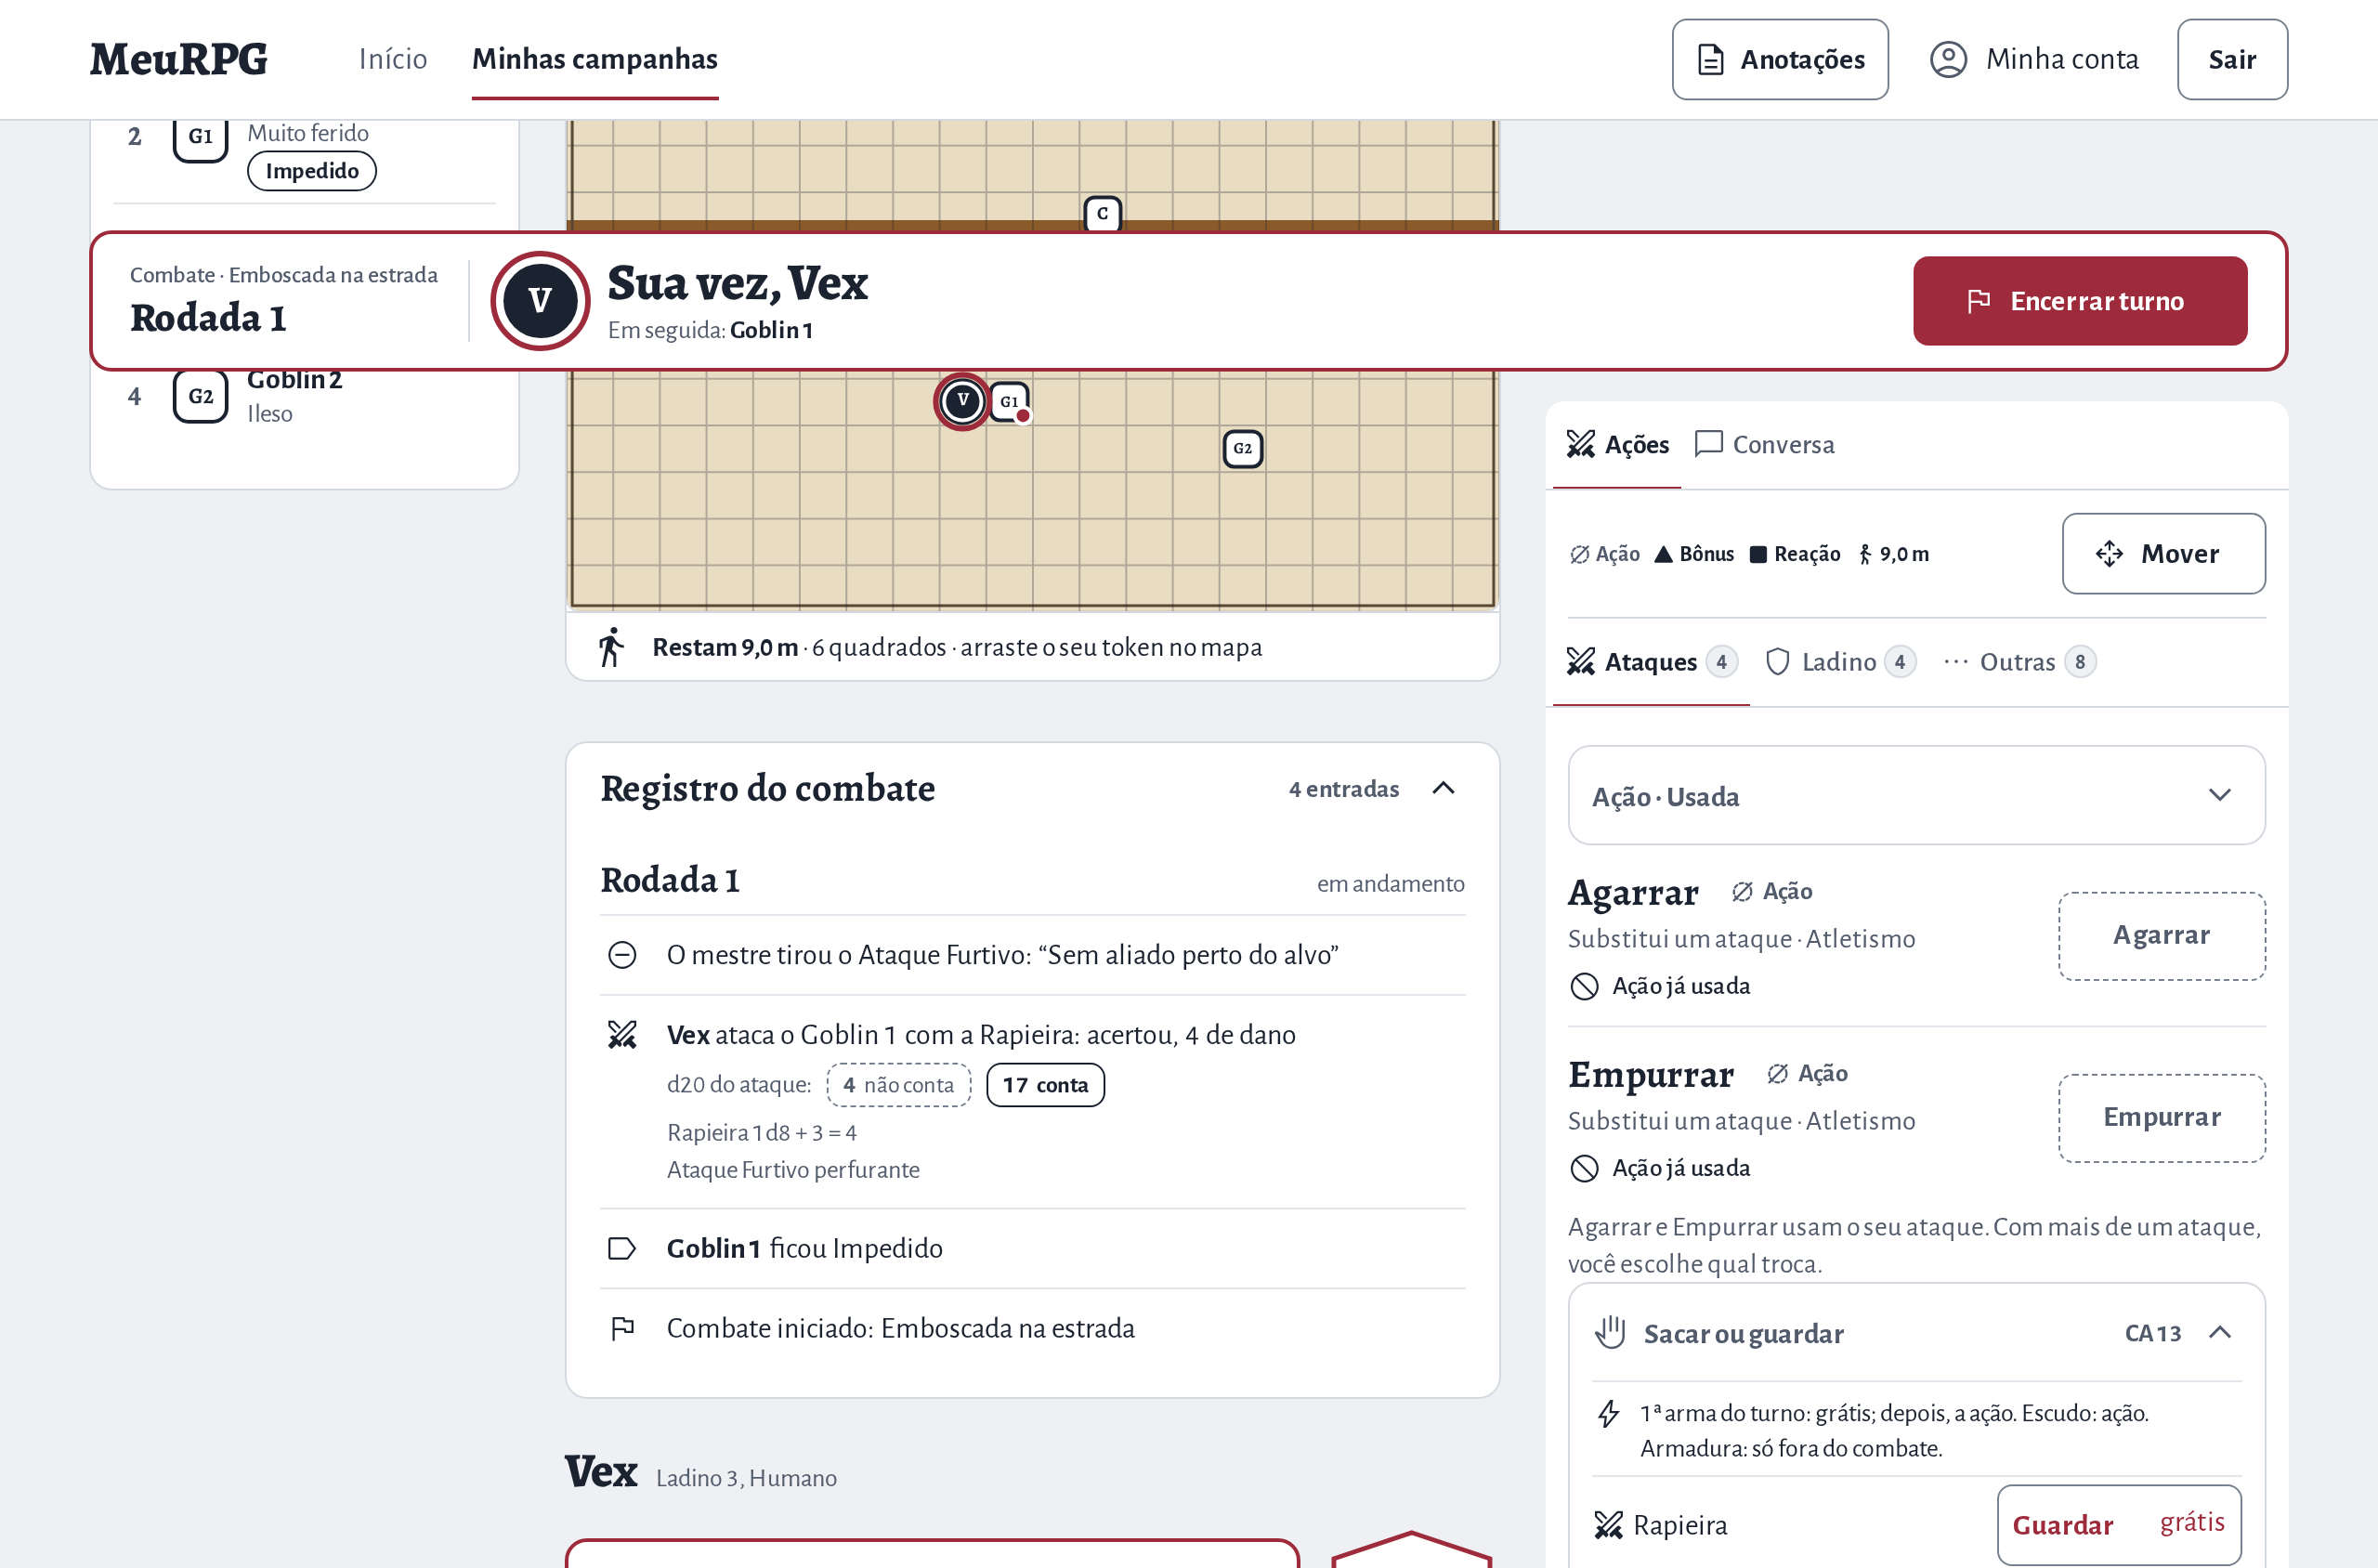 MeuRPG
Início
Minhas campanhas
Anotações
Minha conta
Sair
2
G1
Muito ferido
Impedido
C
Combate · Emboscada na estrada
Rodada 1
V
Sua vez, Vex
Em seguida: Goblin 1
Encerrar turno
4
G2
Goblin 2
Ileso
V
G1
G2
Restam 9,0 m · 6 quadrados · arraste o seu token no mapa
Ações
Conversa
Ação
Bônus
Reação
9,0 m
Mover
Ataques 4
Ladino 4
Outras 8
Ação · Usada
Agarrar
Ação
Substitui um ataque · Atletismo
Ação já usada
Agarrar
Empurrar
Ação
Substitui um ataque · Atletismo
Ação já usada
Empurrar
Agarrar e Empurrar usam o seu ataque. Com mais de um ataque,
você escolhe qual troca.
Sacar ou guardar
CA 13
1ª arma do turno: grátis; depois, a ação. Escudo: ação.
Armadura: só fora do combate.
Rapieira
Guardar
grátis
Registro do combate
4 entradas
Rodada 1
em andamento
O mestre tirou o Ataque Furtivo: “Sem aliado perto do alvo”
Vex ataca o Goblin 1 com a Rapieira: acertou, 4 de dano
d20 do ataque: 4 não conta 17 conta
Rapieira 1d8 + 3 = 4
Ataque Furtivo perfurante
Goblin 1 ficou Impedido
Combate iniciado: Emboscada na estrada
Vex
Ladino 3, Humano